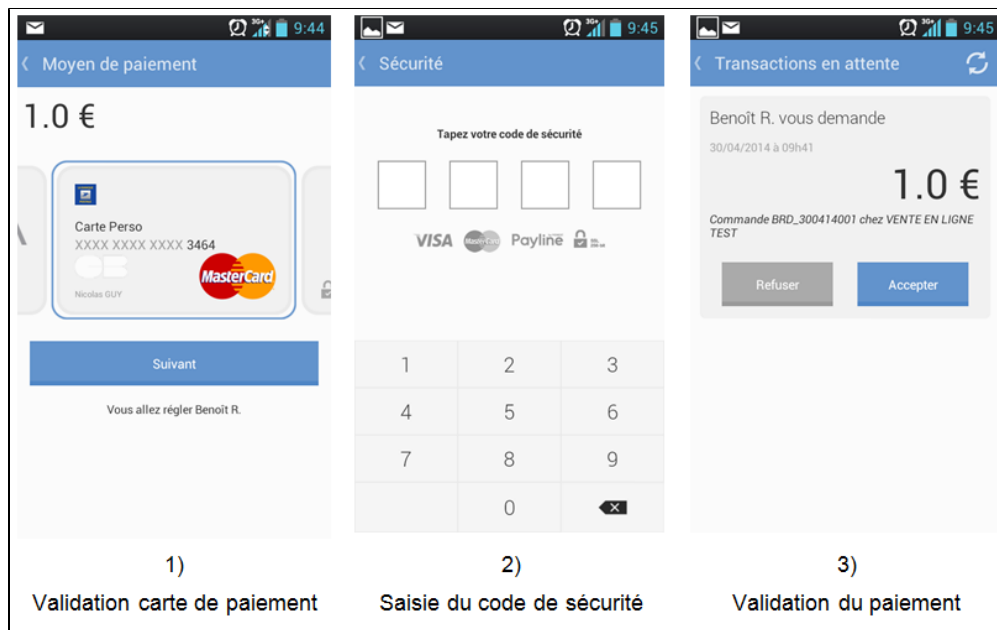 3G+ 9:44
Moyen de paiement
1.0 €
Carte Perso
XXXX XXXX XXXX 3464
MasterCard
Nicolas GUY
Suivant
Vous allez régler Benoît R.
1)
Validation carte de paiement
3G+ 9:45
Sécurité
Tapez votre code de sécurité
VISA MasterCard Payline
1 2 3
4 5 6
7 8 9
0
2)
Saisie du code de sécurité
3G+ 9:45
Transactions en attente
Benoît R. vous demande
30/04/2014 à 09h41
1.0 €
Commande BRD_300414001 chez VENTE EN LIGNE
TEST
Refuser Accepter
3)
Validation du paiement